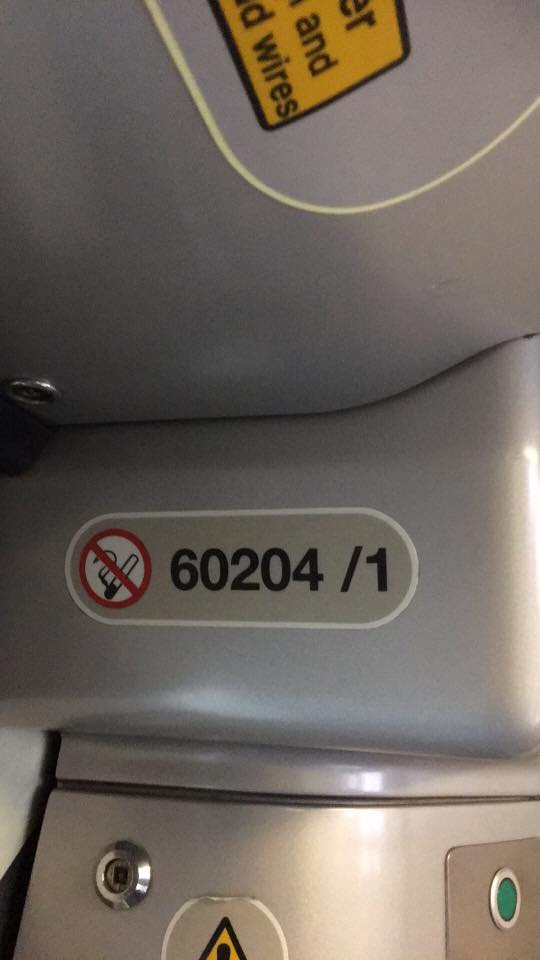 and
d wires
60204 /1